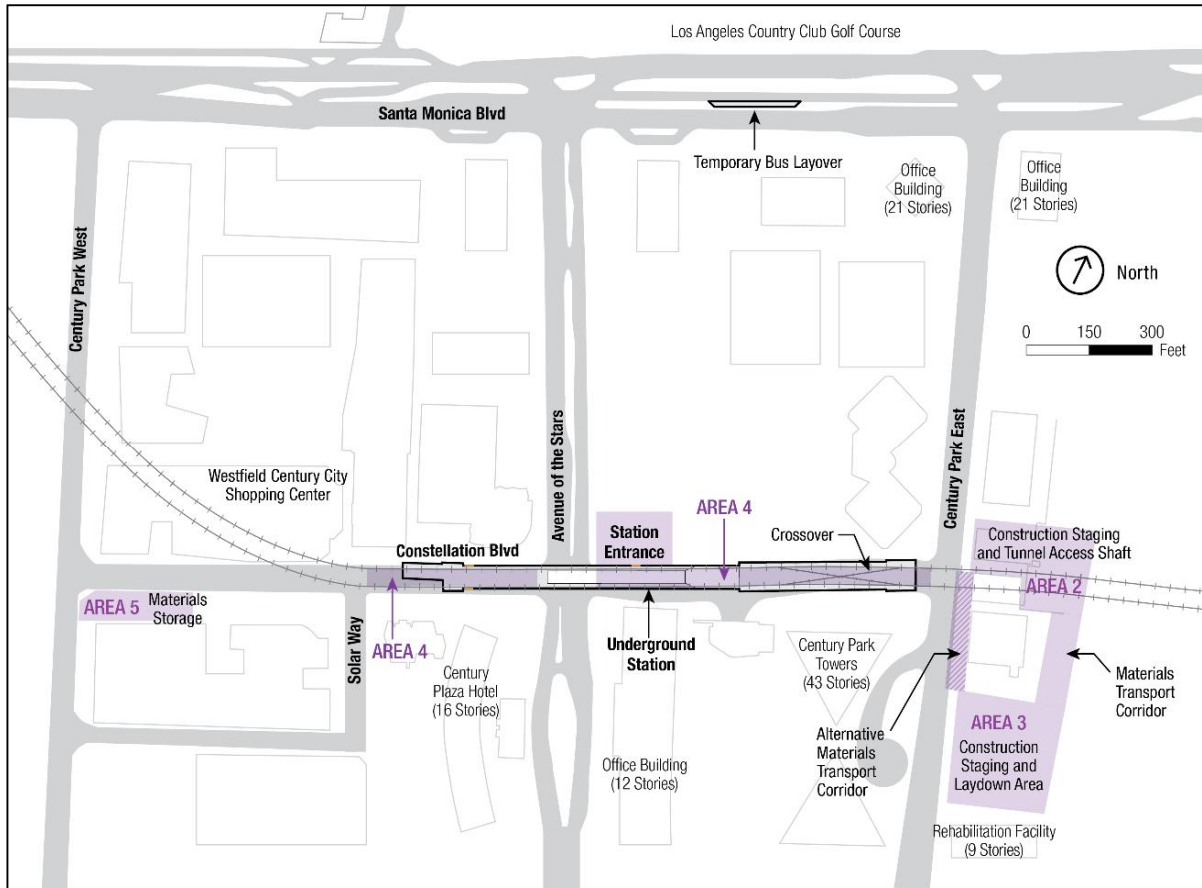 Los Angeles Country Club Golf Course
Santa Monica Blvd
Temporary Bus Layover
Office
Building
(21 Stories)
Office
Building
(21 Stories)
North
0 150 300
Feet
Century Park West
Avenue of the Stars
Century Park East
Westfield Century City
Shopping Center
Constellation Blvd
Station
Entrance
AREA 4
Crossover
Construction Staging
and Tunnel Access Shaft
AREA 2
AREA 5
Materials
Storage
Solar Way
AREA 4
Underground
Station
Century
Plaza Hotel
(16 Stories)
Century Park
Towers
(43 Stories)
Materials
Transport
Corridor
Alternative
Materials
Transport
Corridor
AREA 3
Construction
Staging and
Laydown Area
Office Building
(12 Stories)
Rehabilitation Facility
(9 Stories)